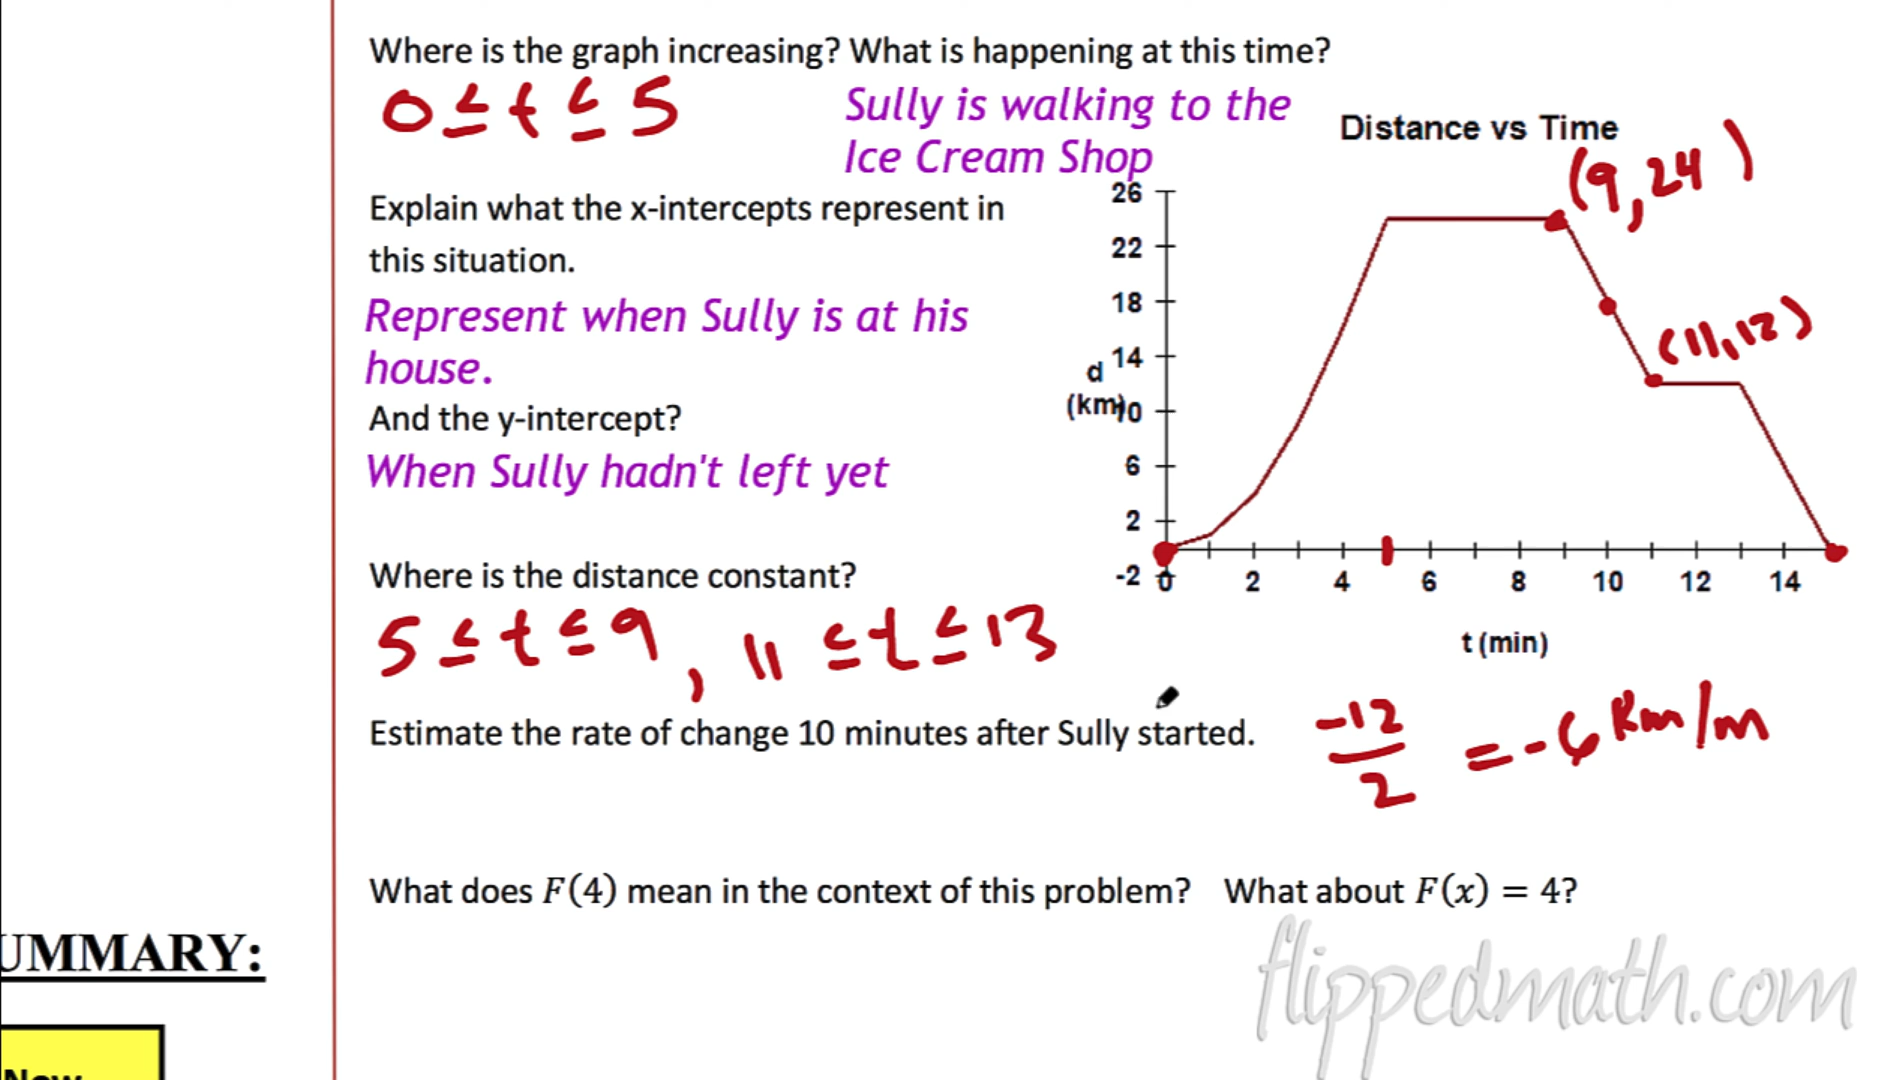 Where is the graph increasing? What is happening at this time?
0 ≤ t ≤ 5
Sully is walking to the
Ice Cream Shop
Explain what the x-intercepts represent in
this situation.
Represent when Sully is at his
house.
And the y-intercept?
When Sully hadn't left yet
Where is the distance constant?
5 ≤ t ≤ 9, 11 ≤ t ≤ 13
Distance vs Time
(9,24)
(11,12)
26
22
18
14
10
6
2
-2
d
(km)
0 2 4 6 8 10 12 14
t (min)
Estimate the rate of change 10 minutes after Sully started.
-12
2
= -6 km/m
What does F(4) mean in the context of this problem? What about F(x) = 4?
UMMARY:
flippedmath.com